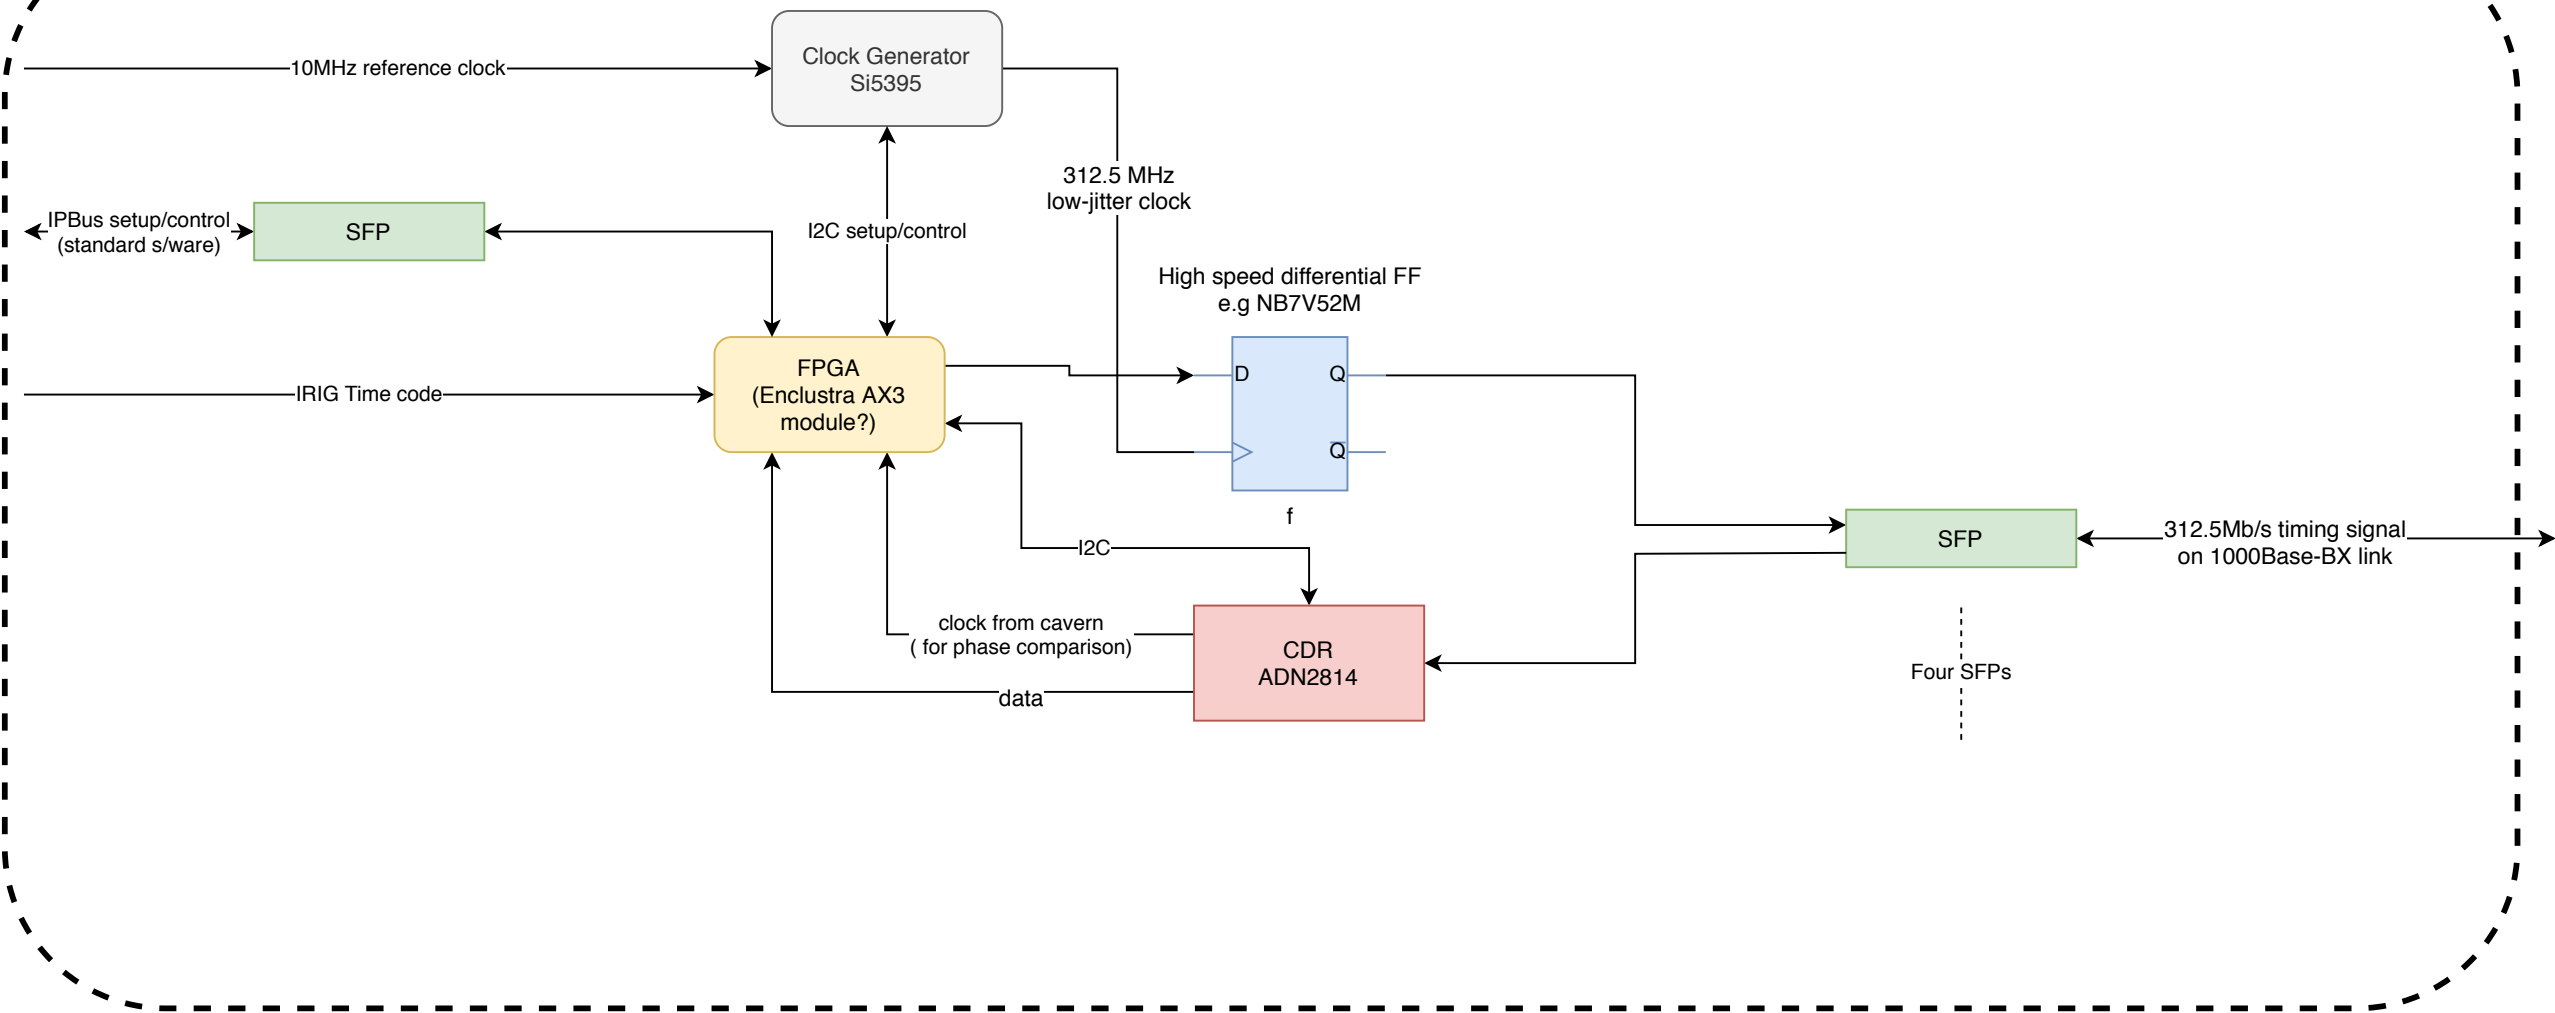 10MHz reference clock
Clock Generator
Si5395
312.5 MHz
low-jitter clock
IPBus setup/control
(standard s/ware)
SFP
I2C setup/control
High speed differential FF
e.g NB7V52M
IRIG Time code
FPGA
(Enclustra AX3
module?)
D
Q
Q̅
f
I2C
SFP
312.5Mb/s timing signal
on 1000Base-BX link
clock from cavern
( for phase comparison)
data
CDR
ADN2814
Four SFPs